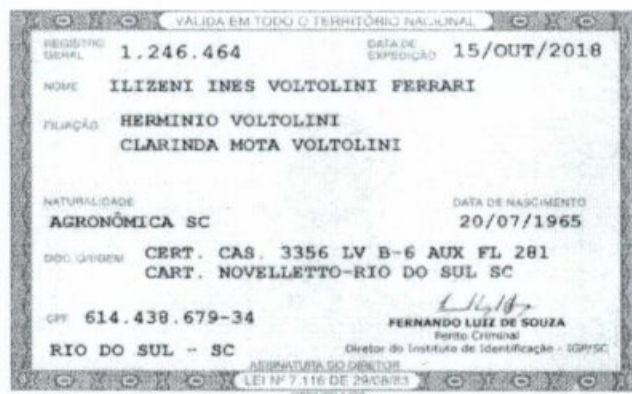 VÁLIDA EM TODO O TERRITÓRIO NACIONAL
REGISTRO GERAL 1.246.464 DATA DE EXPEDIÇÃO 15/OUT/2018
NOME ILIZENI INES VOLTOLINI FERRARI
FILIAÇÃO HERMINIO VOLTOLINI
CLARINDA MOTA VOLTOLINI
NATURALIDADE DATA DE NASCIMENTO
AGRONÔMICA SC 20/07/1965
DOC. ORIGEM CERT. CAS. 3356 LV B-6 AUX FL 281
CART. NOVELLETTO-RIO DO SUL SC
CPF 614.438.679-34
FERNANDO LUIZ DE SOUZA
Perito Criminal
RIO DO SUL - SC Diretor do Instituto de Identificação - IGP/SC
ASSINATURA DO DIRETOR
LEI Nº 7.116 DE 29/08/83